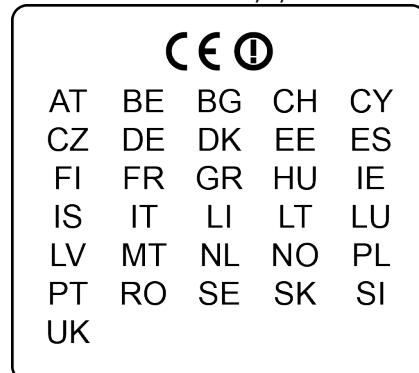 CE
AT BE BG CH CY
CZ DE DK EE ES
FI FR GR HU IE
IS IT LI LT LU
LV MT NL NO PL
PT RO SE SK SI
UK